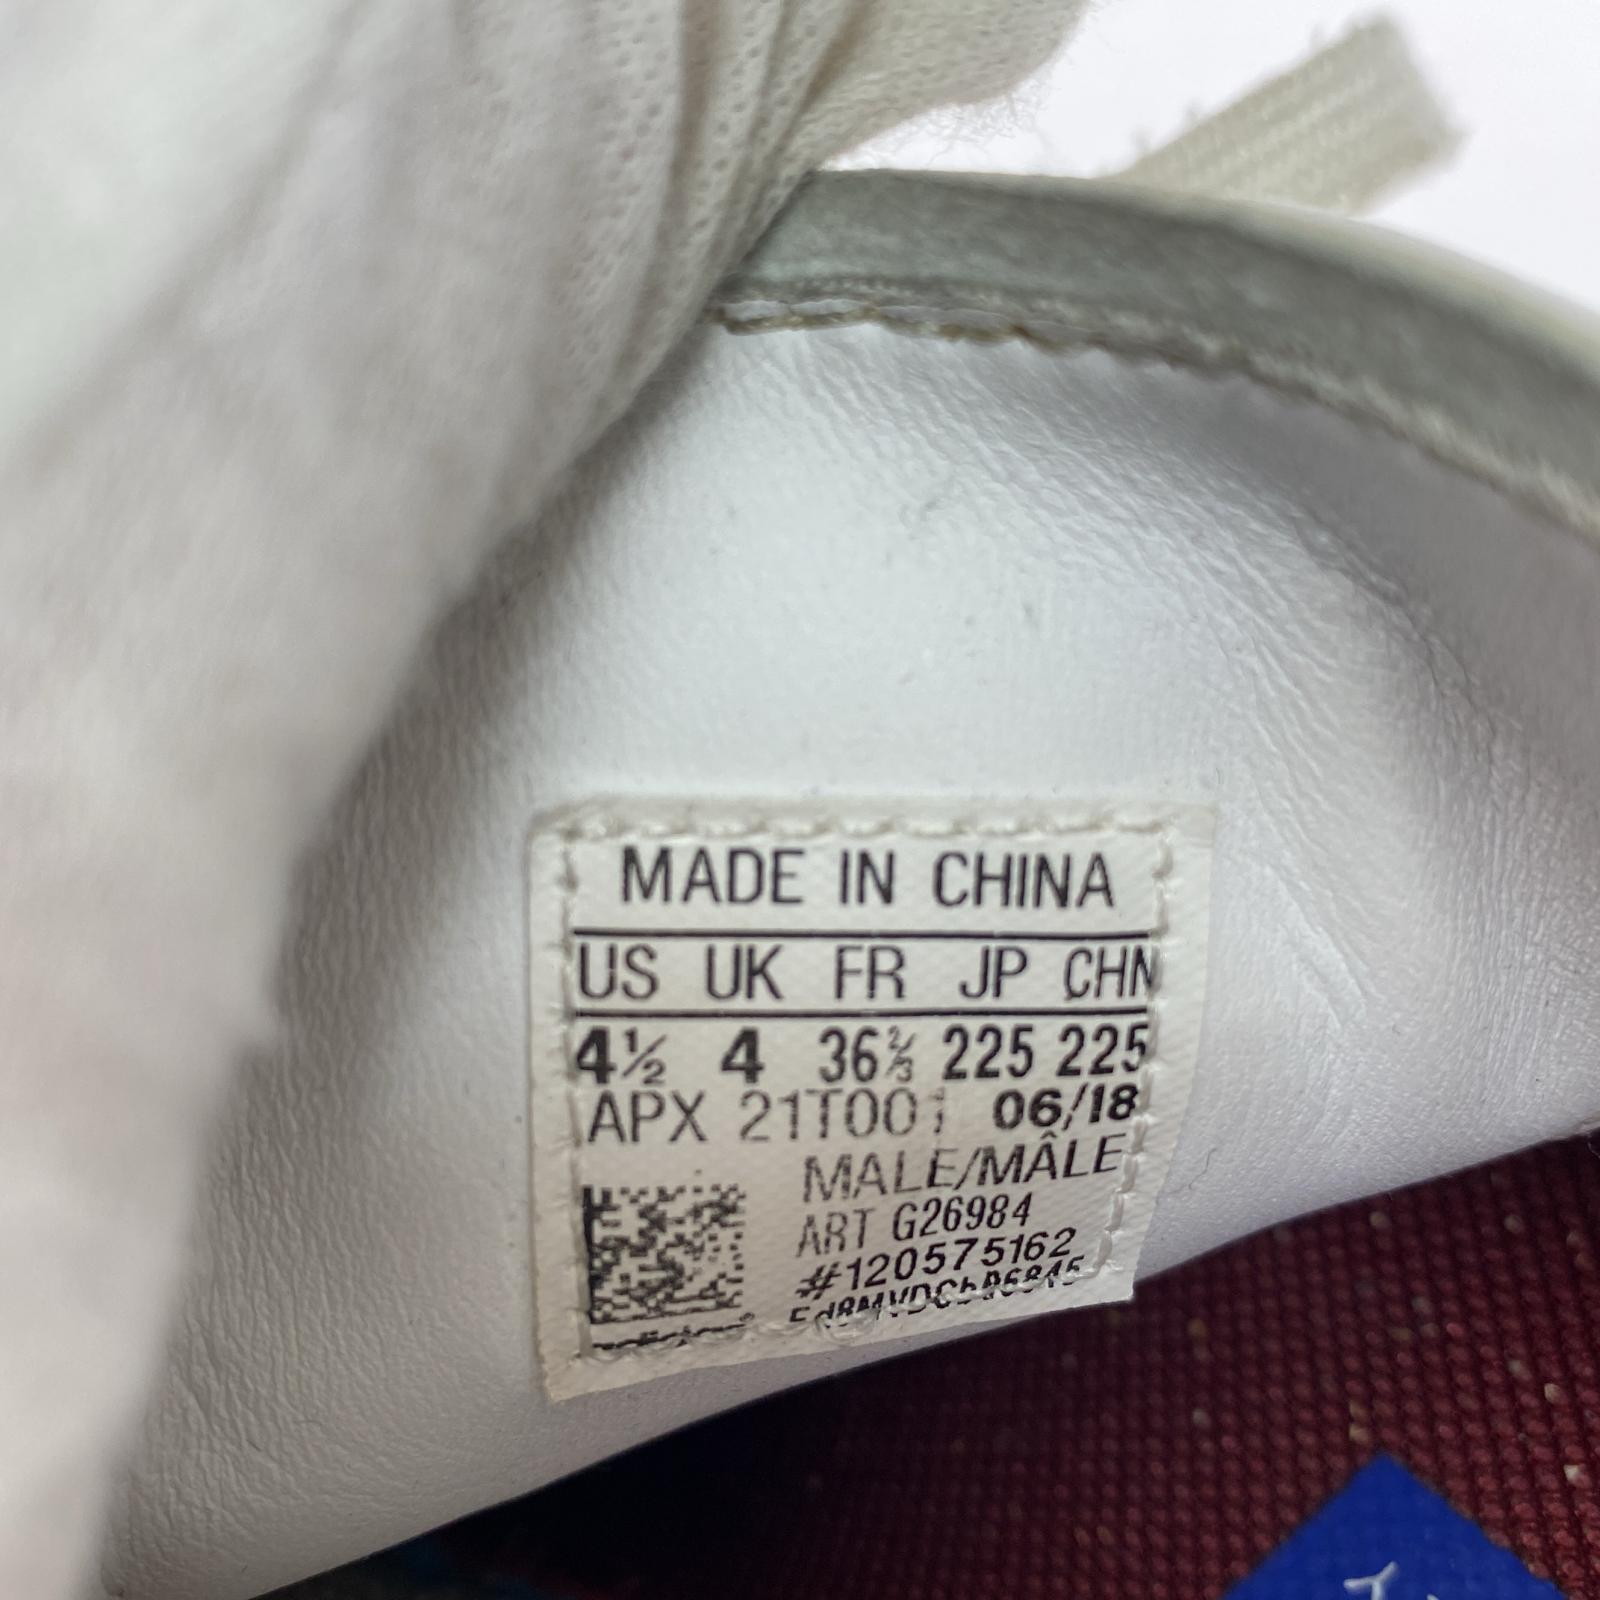 MADE IN CHINA
US UK FR JP CHN
4½ 4 36⅔ 225 225
APX 21T001 06/18
MALE/MÂLE
ART G26984
#120575162